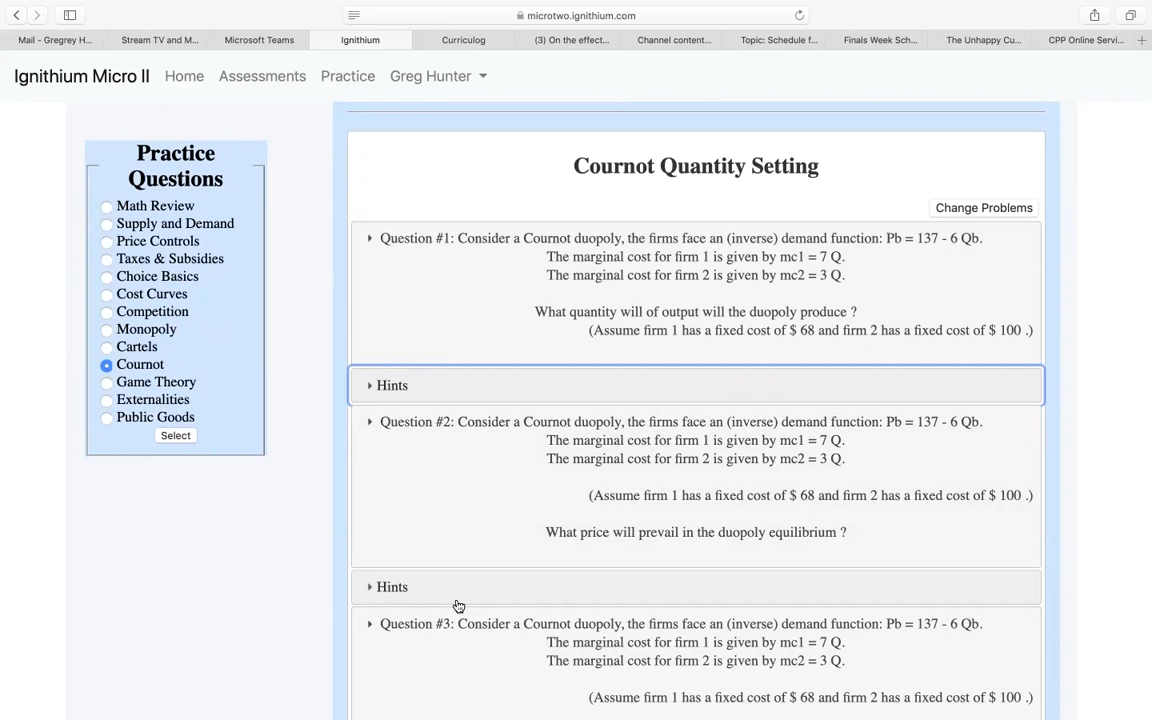 microtwo.ignithium.com
Mail - Gregrey H...
Stream TV and M...
Microsoft Teams
Ignithium
Curriculog
(3) On the effect...
Channel content...
Topic: Schedule f...
Finals Week Sch...
The Unhappy Cu...
CPP Online Servi...
Ignithium Micro II
Home
Assessments
Practice
Greg Hunter
Practice
Questions
Math Review
Supply and Demand
Price Controls
Taxes & Subsidies
Choice Basics
Cost Curves
Competition
Monopoly
Cartels
Cournot
Game Theory
Externalities
Public Goods
Select
Cournot Quantity Setting
Change Problems
Question #1: Consider a Cournot duopoly, the firms face an (inverse) demand function: Pb = 137 - 6 Qb.
The marginal cost for firm 1 is given by mc1 = 7 Q.
The marginal cost for firm 2 is given by mc2 = 3 Q.
What quantity will of output will the duopoly produce ?
(Assume firm 1 has a fixed cost of $ 68 and firm 2 has a fixed cost of $ 100 .)
Hints
Question #2: Consider a Cournot duopoly, the firms face an (inverse) demand function: Pb = 137 - 6 Qb.
The marginal cost for firm 1 is given by mc1 = 7 Q.
The marginal cost for firm 2 is given by mc2 = 3 Q.
(Assume firm 1 has a fixed cost of $ 68 and firm 2 has a fixed cost of $ 100 .)
What price will prevail in the duopoly equilibrium ?
Hints
Question #3: Consider a Cournot duopoly, the firms face an (inverse) demand function: Pb = 137 - 6 Qb.
The marginal cost for firm 1 is given by mc1 = 7 Q.
The marginal cost for firm 2 is given by mc2 = 3 Q.
(Assume firm 1 has a fixed cost of $ 68 and firm 2 has a fixed cost of $ 100 .)